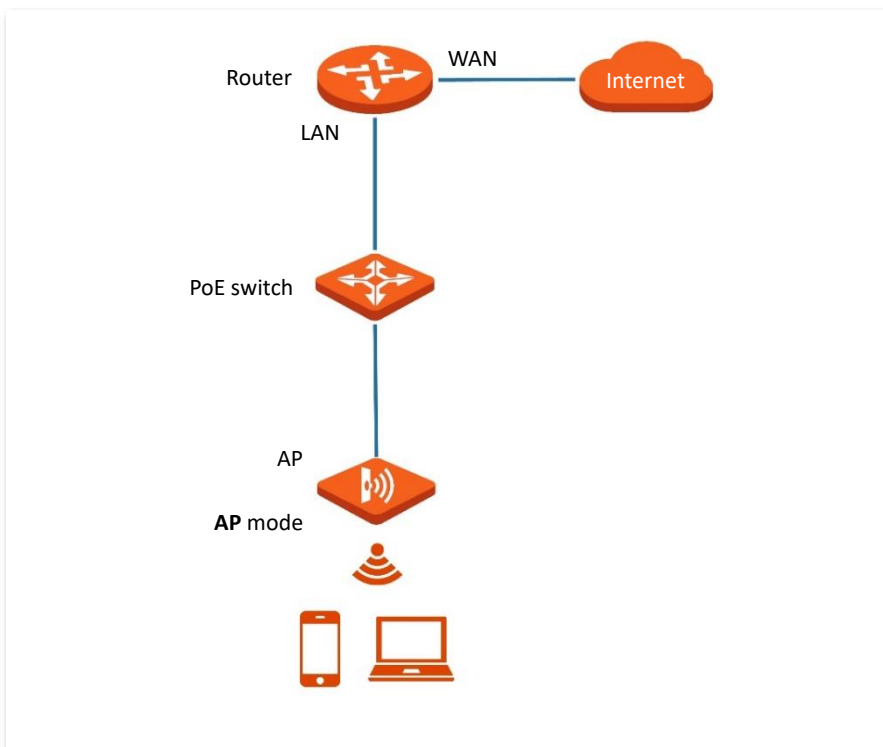 WAN
Router
Internet
LAN
PoE switch
AP
AP mode